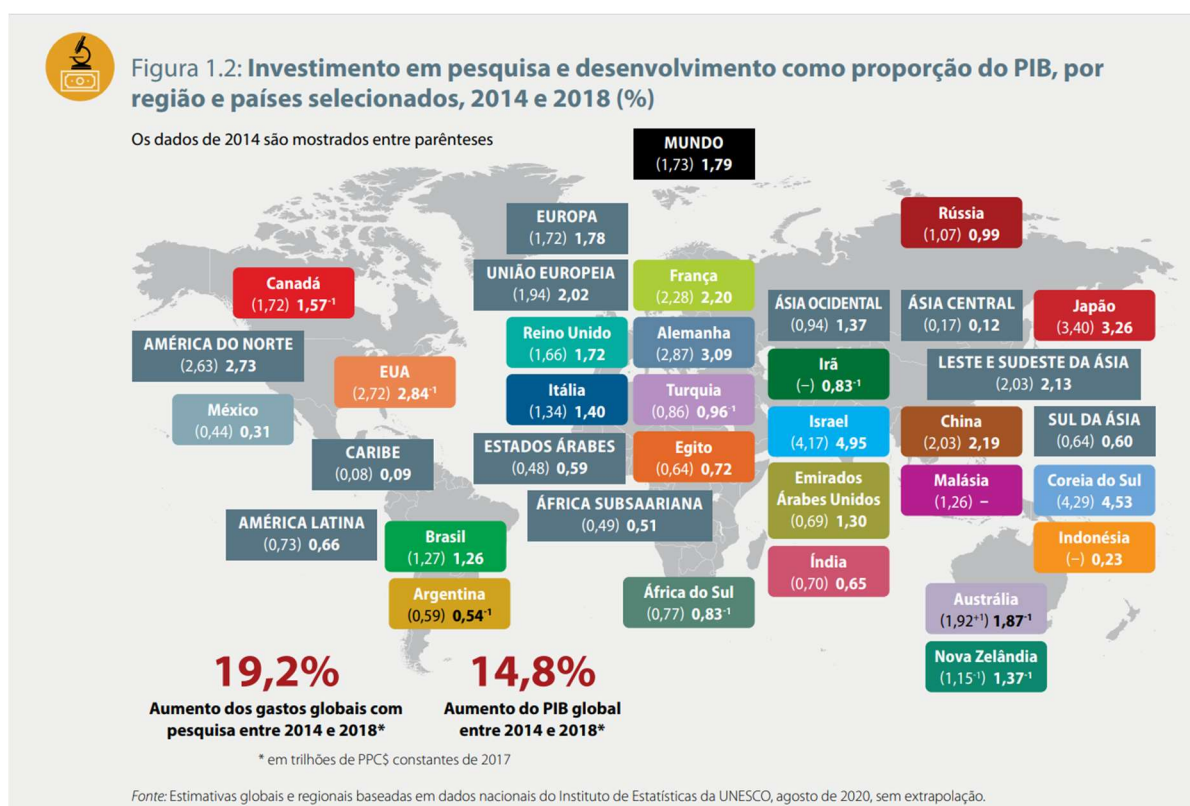 Figura 1.2: Investimento em pesquisa e desenvolvimento como proporção do PIB, por
região e países selecionados, 2014 e 2018 (%)
Os dados de 2014 são mostrados entre parênteses
MUNDO
(1,73) 1,79
EUROPA
(1,72) 1,78
Rússia
(1,07) 0,99
Canadá
(1,72) 1,57⁻¹
UNIÃO EUROPEIA
(1,94) 2,02
França
(2,28) 2,20
ÁSIA OCIDENTAL
(0,94) 1,37
ÁSIA CENTRAL
(0,17) 0,12
Japão
(3,40) 3,26
AMÉRICA DO NORTE
(2,63) 2,73
EUA
(2,72) 2,84⁻¹
Reino Unido
(1,66) 1,72
Alemanha
(2,87) 3,09
Irã
(–) 0,83⁻¹
LESTE E SUDESTE DA ÁSIA
(2,03) 2,13
México
(0,44) 0,31
Itália
(1,34) 1,40
Turquia
(0,86) 0,96⁻¹
Israel
(4,17) 4,95
China
(2,03) 2,19
SUL DA ÁSIA
(0,64) 0,60
CARIBE
(0,08) 0,09
ESTADOS ÁRABES
(0,48) 0,59
Egito
(0,64) 0,72
Emirados
Árabes Unidos
(0,69) 1,30
Malásia
(1,26) –
Coreia do Sul
(4,29) 4,53
AMÉRICA LATINA
(0,73) 0,66
Brasil
(1,27) 1,26
ÁFRICA SUBSAARIANA
(0,49) 0,51
Índia
(0,70) 0,65
Indonésia
(–) 0,23
Argentina
(0,59) 0,54⁻¹
África do Sul
(0,77) 0,83⁻¹
Austrália
(1,92⁺¹) 1,87⁻¹
Nova Zelândia
(1,15⁻¹) 1,37⁻¹
19,2%
Aumento dos gastos globais com
pesquisa entre 2014 e 2018*
14,8%
Aumento do PIB global
entre 2014 e 2018*
* em trilhões de PPC$ constantes de 2017
Fonte: Estimativas globais e regionais baseadas em dados nacionais do Instituto de Estatísticas da UNESCO, agosto de 2020, sem extrapolação.